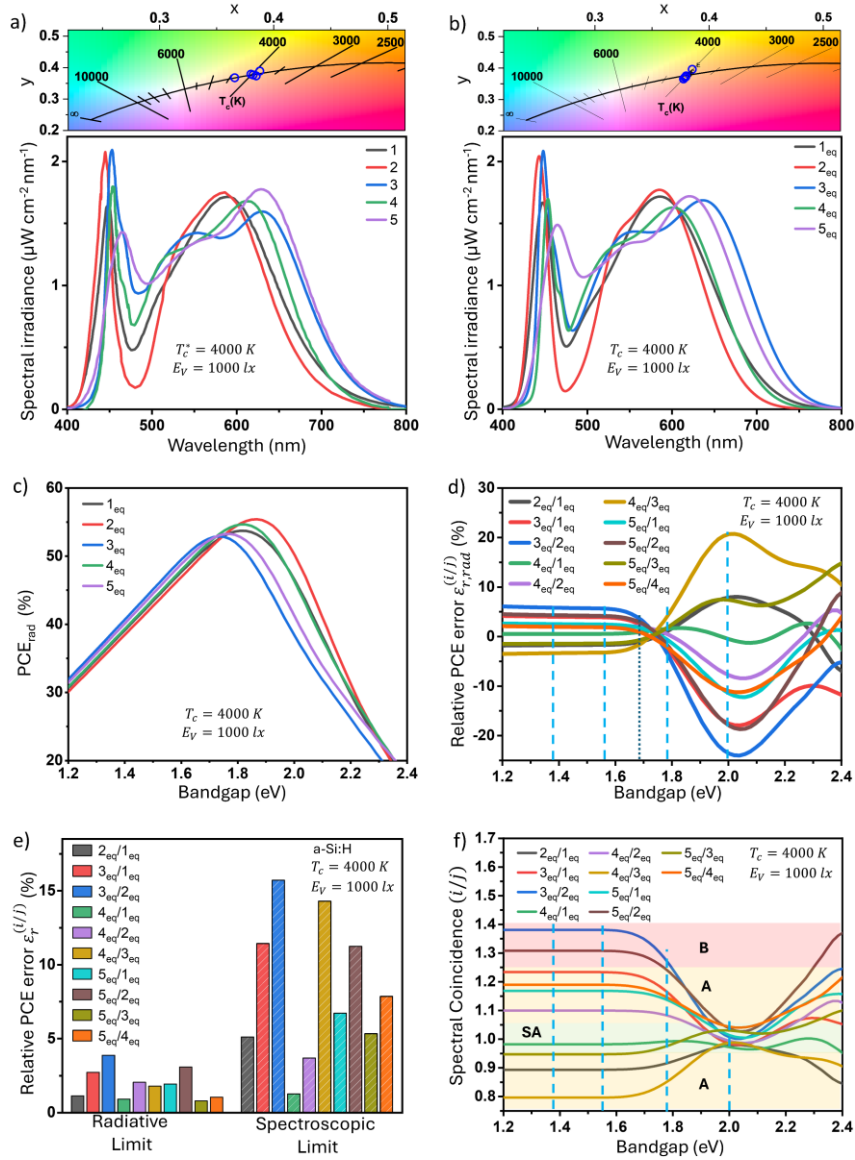 a)
x
0.3
0.4
0.5
y
0.5
0.4
0.3
0.2
10000
6000
4000
3000
2500
T_c(K)
∞
Spectral irradiance (µW cm⁻² nm⁻¹)
2
1
0
1
2
3
4
5
T_c^* = 4000 K
E_V = 1000 lx
400 500 600 700 800
Wavelength (nm)
b)
x
0.3
0.4
0.5
y
0.5
0.4
0.3
0.2
10000
6000
4000
3000
2500
T_c(K)
∞
Spectral irradiance (µW cm⁻² nm⁻¹)
2
1
0
1eq
2eq
3eq
4eq
5eq
T_c = 4000 K
E_V = 1000 lx
400 500 600 700 800
Wavelength (nm)
c)
PCE_rad (%)
60
50
40
30
20
1eq
2eq
3eq
4eq
5eq
T_c = 4000 K
E_V = 1000 lx
1.2 1.4 1.6 1.8 2.0 2.2 2.4
Bandgap (eV)
d)
Relative PCE error ε_{r,rad}^{(i/j)} (%)
30
20
10
0
-10
-20
2eq/1eq
3eq/1eq
3eq/2eq
4eq/1eq
4eq/2eq
4eq/3eq
5eq/1eq
5eq/2eq
5eq/3eq
5eq/4eq
T_c = 4000 K
E_V = 1000 lx
1.2 1.4 1.6 1.8 2.0 2.2 2.4
Bandgap (eV)
e)
Relative PCE error ε_r^{(i/j)} (%)
15
10
5
0
2eq/1eq
3eq/1eq
3eq/2eq
4eq/1eq
4eq/2eq
4eq/3eq
5eq/1eq
5eq/2eq
5eq/3eq
5eq/4eq
a-Si:H
T_c = 4000 K
E_V = 1000 lx
Radiative
Limit
Spectroscopic
Limit
f)
Spectral Coincidence (i/j)
1.7
1.6
1.5
1.4
1.3
1.2
1.1
1.0
0.9
0.8
2eq/1eq
3eq/1eq
3eq/2eq
4eq/1eq
4eq/2eq
4eq/3eq
5eq/1eq
5eq/2eq
5eq/3eq
5eq/4eq
T_c = 4000 K
E_V = 1000 lx
B
A
SA
A
1.2 1.4 1.6 1.8 2.0 2.2 2.4
Bandgap (eV)